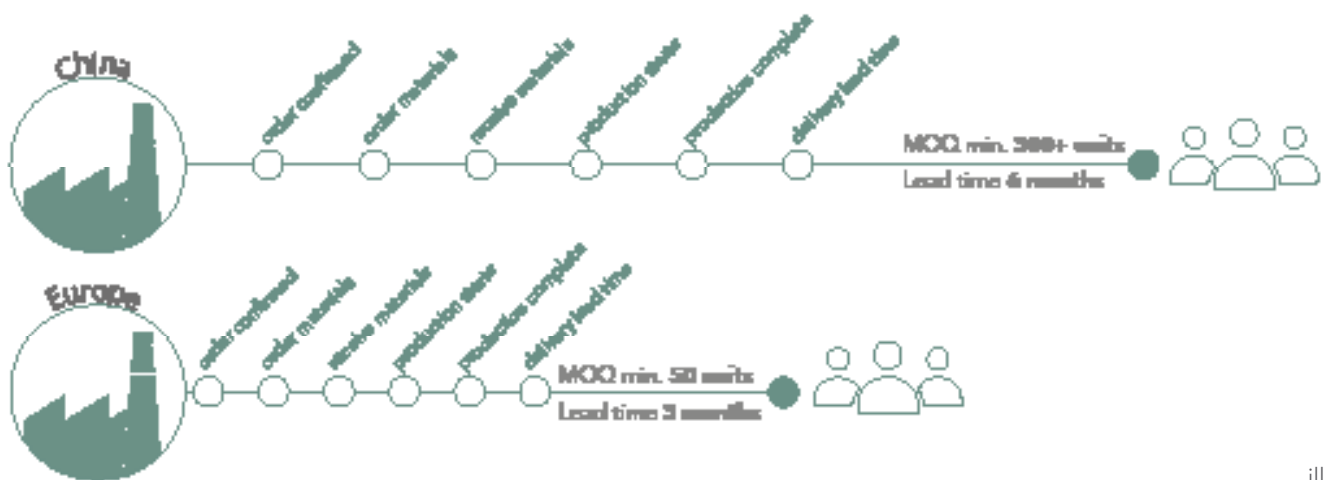 China
order confirmed
order materials
receive materials
production starts
production complete
delivery lead time
MOQ min. 300+ units
Lead time 6 months
Europe
order confirmed
order materials
receive materials
production starts
production complete
delivery lead time
MOQ min. 50 units
Lead time 3 months
ill